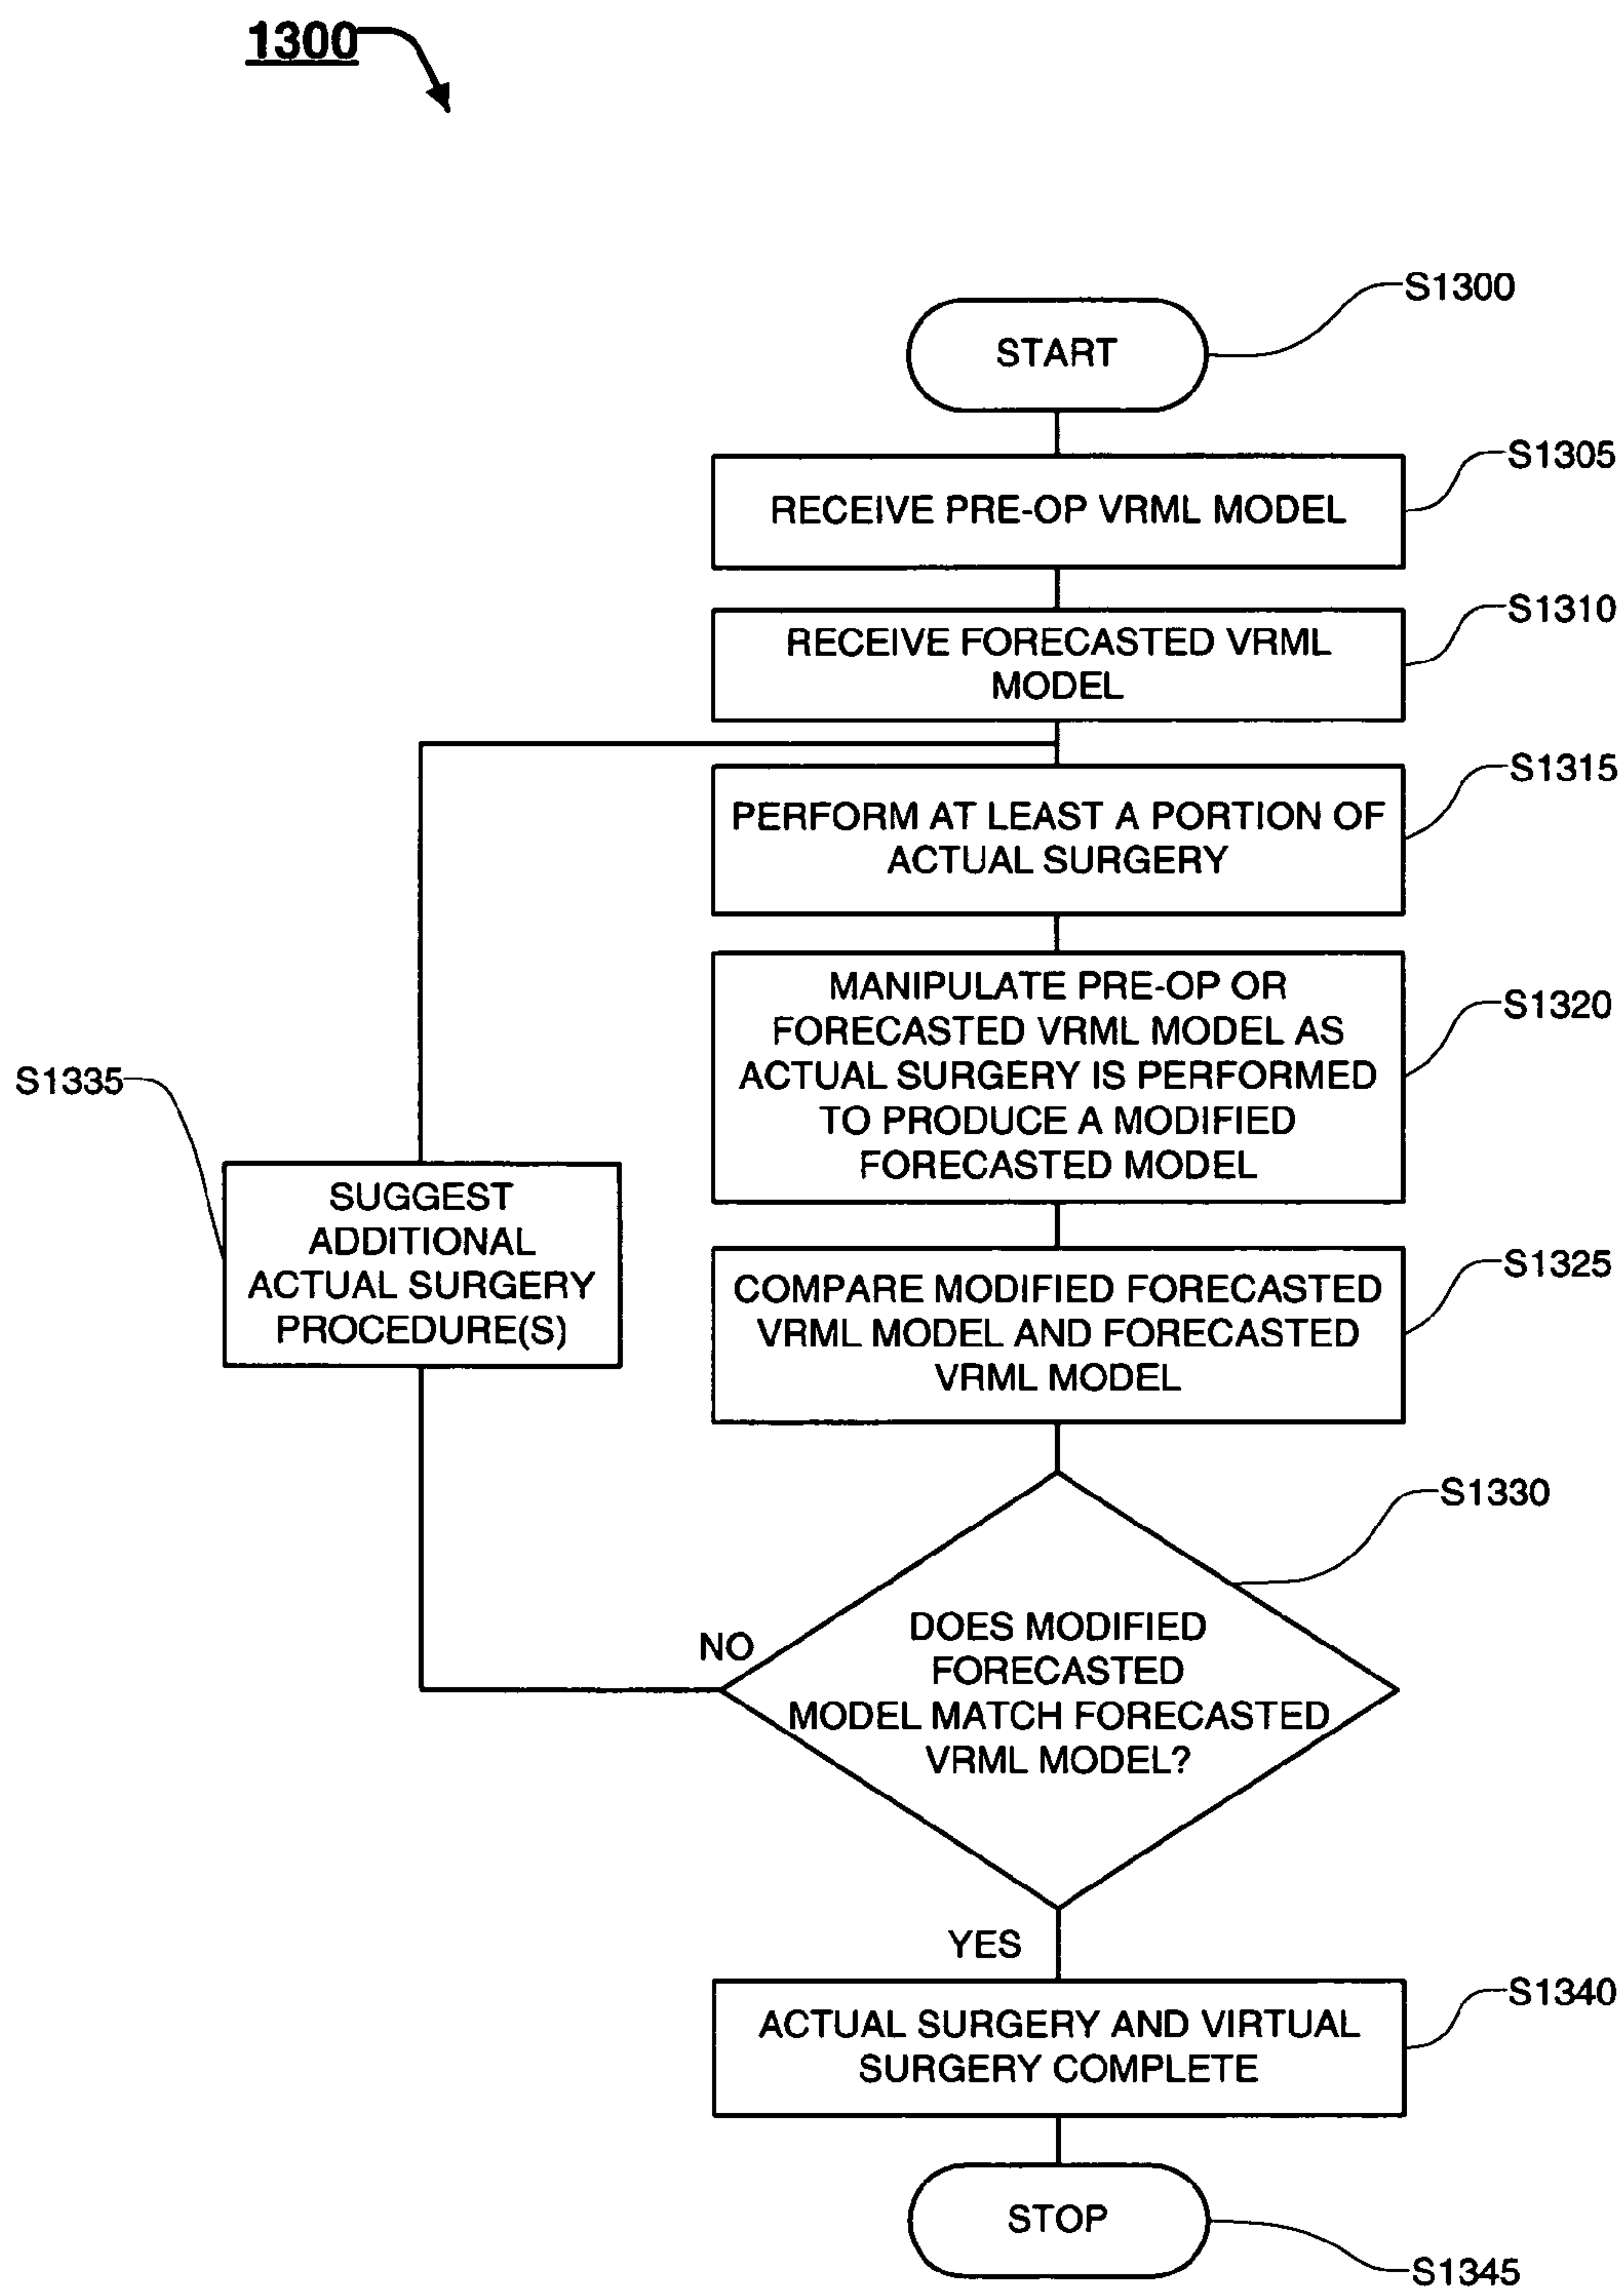 1300
S1300
START
S1305
RECEIVE PRE-OP VRML MODEL
S1310
RECEIVE FORECASTED VRML
MODEL
S1315
PERFORM AT LEAST A PORTION OF
ACTUAL SURGERY
S1320
MANIPULATE PRE-OP OR
FORECASTED VRML MODEL AS
ACTUAL SURGERY IS PERFORMED
TO PRODUCE A MODIFIED
FORECASTED MODEL
S1335
SUGGEST
ADDITIONAL
ACTUAL SURGERY
PROCEDURE(S)
S1325
COMPARE MODIFIED FORECASTED
VRML MODEL AND FORECASTED
VRML MODEL
S1330
NO
DOES MODIFIED
FORECASTED
MODEL MATCH FORECASTED
VRML MODEL?
YES
S1340
ACTUAL SURGERY AND VIRTUAL
SURGERY COMPLETE
STOP
S1345